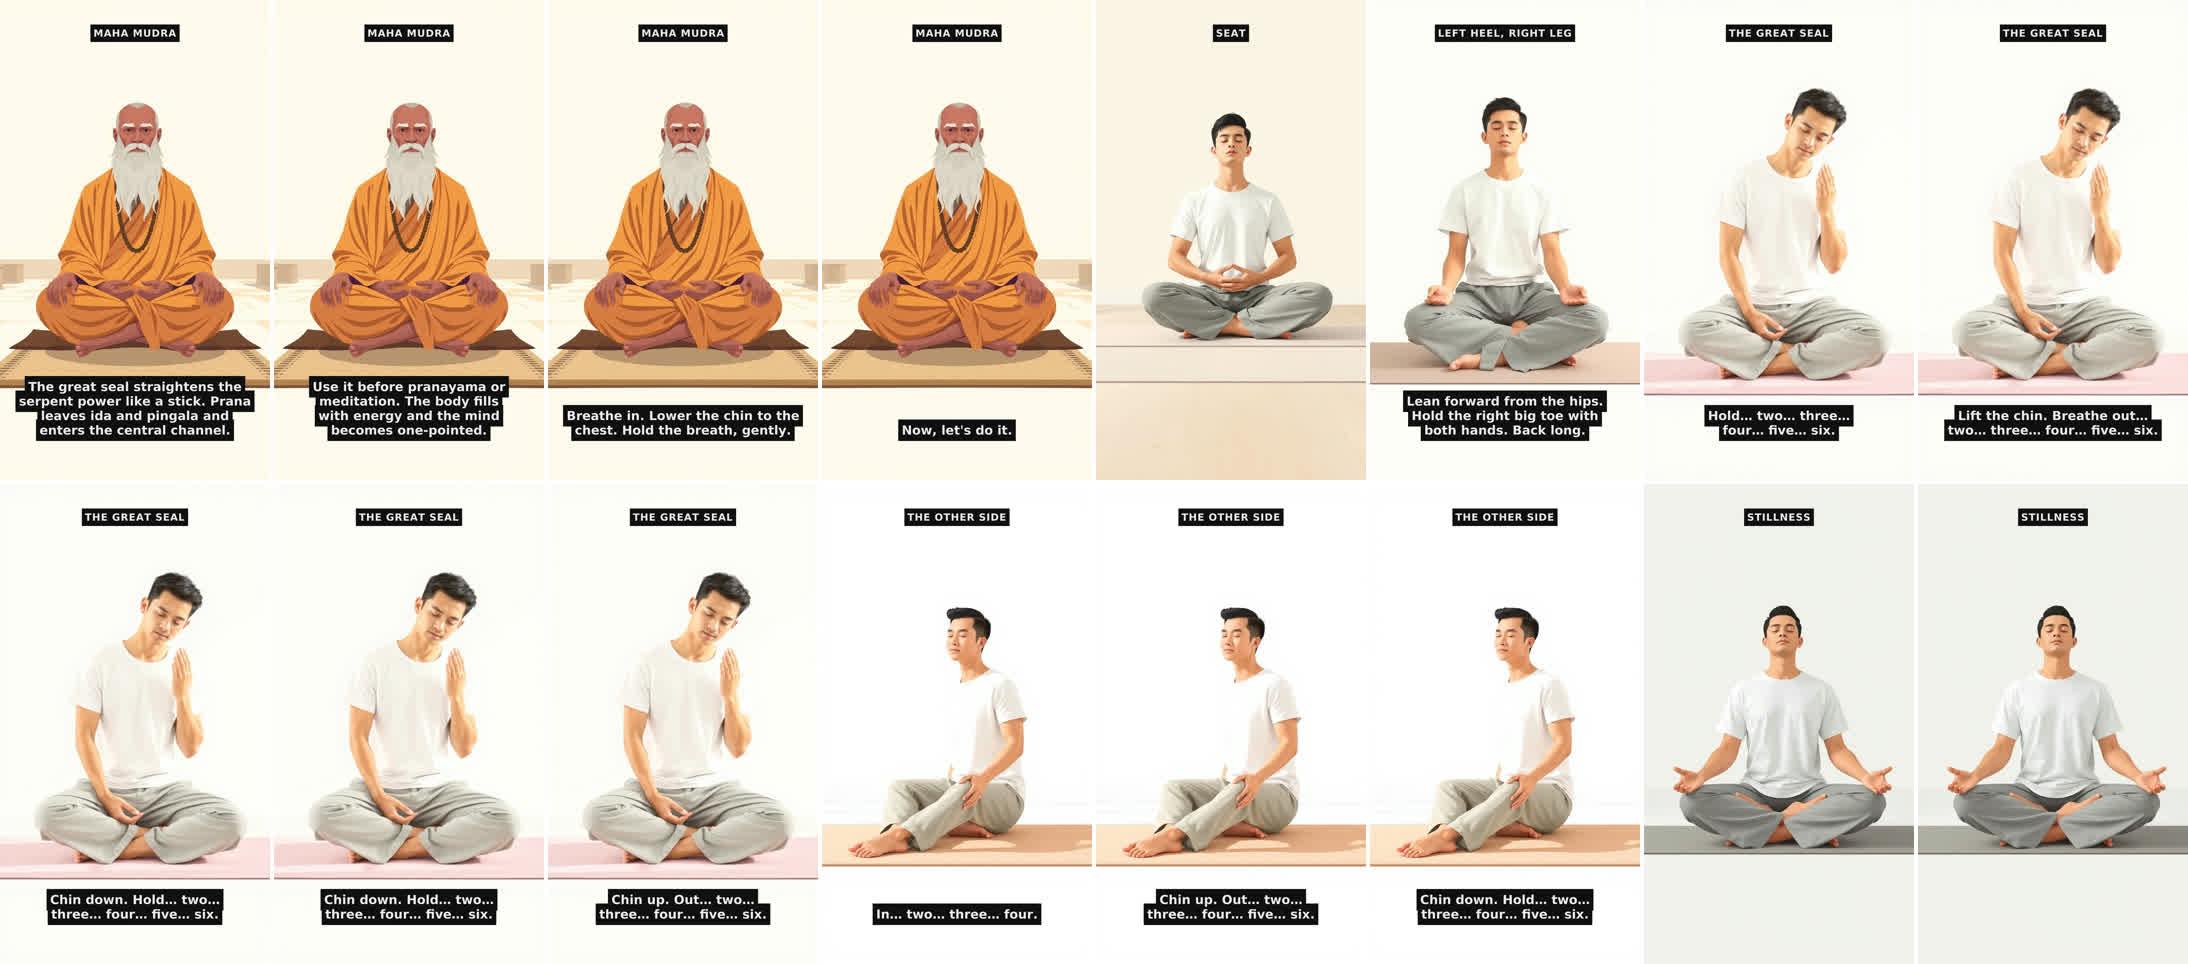 MAHA MUDRA
The great seal straightens the
serpent power like a stick. Prana
leaves ida and pingala and
enters the central channel.
MAHA MUDRA
Use it before pranayama or
meditation. The body fills
with energy and the mind
becomes one-pointed.
MAHA MUDRA
Breathe in. Lower the chin to the
chest. Hold the breath, gently.
MAHA MUDRA
Now, let's do it.
SEAT
LEFT HEEL, RIGHT LEG
Lean forward from the hips.
Hold the right big toe with
both hands. Back long.
THE GREAT SEAL
Hold... two... three...
four... five... six.
THE GREAT SEAL
Lift the chin. Breathe out...
two... three... four... five... six.
THE GREAT SEAL
Chin down. Hold... two...
three... four... five... six.
THE GREAT SEAL
Chin down. Hold... two...
three... four... five... six.
THE GREAT SEAL
Chin up. Out... two...
three... four... five... six.
THE OTHER SIDE
In... two... three... four.
THE OTHER SIDE
Chin up. Out... two...
three... four... five... six.
THE OTHER SIDE
Chin down. Hold... two...
three... four... five... six.
STILLNESS
STILLNESS